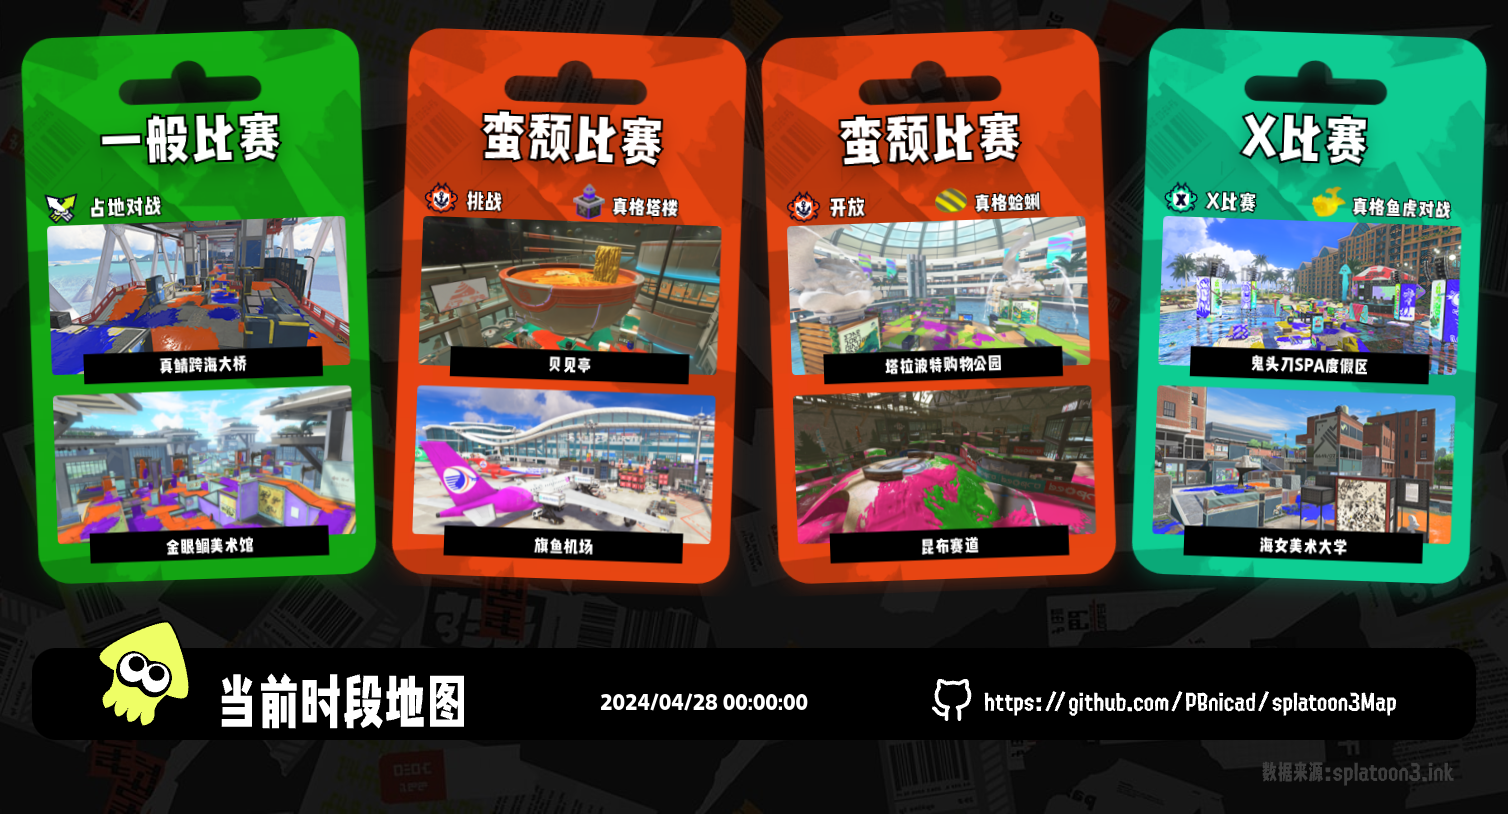 一般比赛
占地对战
真鲭跨海大桥
金眼鲷美术馆
蛮颓比赛
挑战
真格塔楼
贝见亭
旗鱼机场
蛮颓比赛
开放
真格蛤蜊
塔拉波特购物公园
昆布赛道
X比赛
X比赛
真格鱼虎对战
鬼头刀SPA度假区
海女美术大学
当前时段地图
2024/04/28 00:00:00
https://github.com/PBnicad/splatoon3Map
数据来源:splatoon3.ink